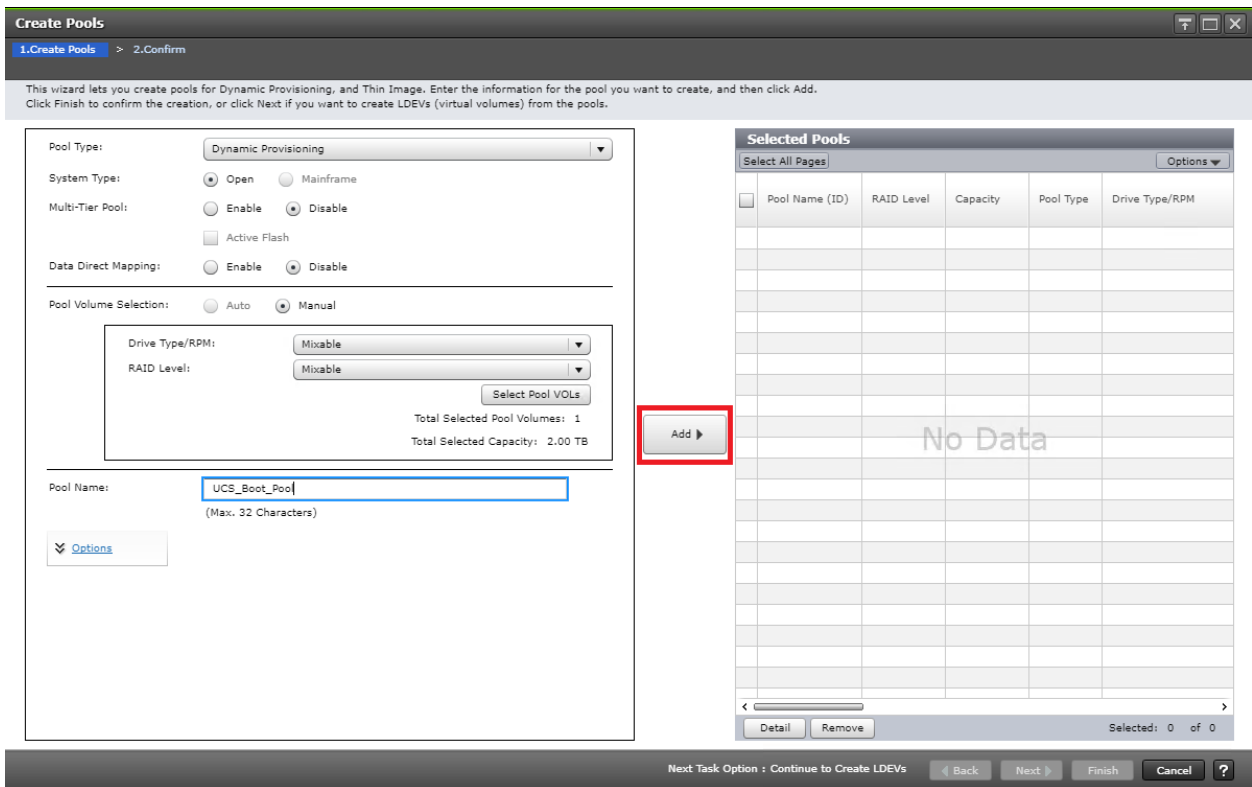 Create Pools
1.Create Pools > 2.Confirm
This wizard lets you create pools for Dynamic Provisioning, and Thin Image. Enter the information for the pool you want to create, and then click Add.
Click Finish to confirm the creation, or click Next if you want to create LDEVs (virtual volumes) from the pools.
Pool Type: Dynamic Provisioning
System Type: Open Mainframe
Multi-Tier Pool: Enable Disable
Active Flash
Data Direct Mapping: Enable Disable
Pool Volume Selection: Auto Manual
Drive Type/RPM: Mixable
RAID Level: Mixable
Select Pool VOLs
Total Selected Pool Volumes: 1
Total Selected Capacity: 2.00 TB
Pool Name: UCS_Boot_Pool
(Max. 32 Characters)
Options
Add
Selected Pools
Select All Pages Options
Pool Name (ID) RAID Level Capacity Pool Type Drive Type/RPM
No Data
Detail Remove Selected: 0 of 0
Next Task Option : Continue to Create LDEVs Back Next Finish Cancel ?